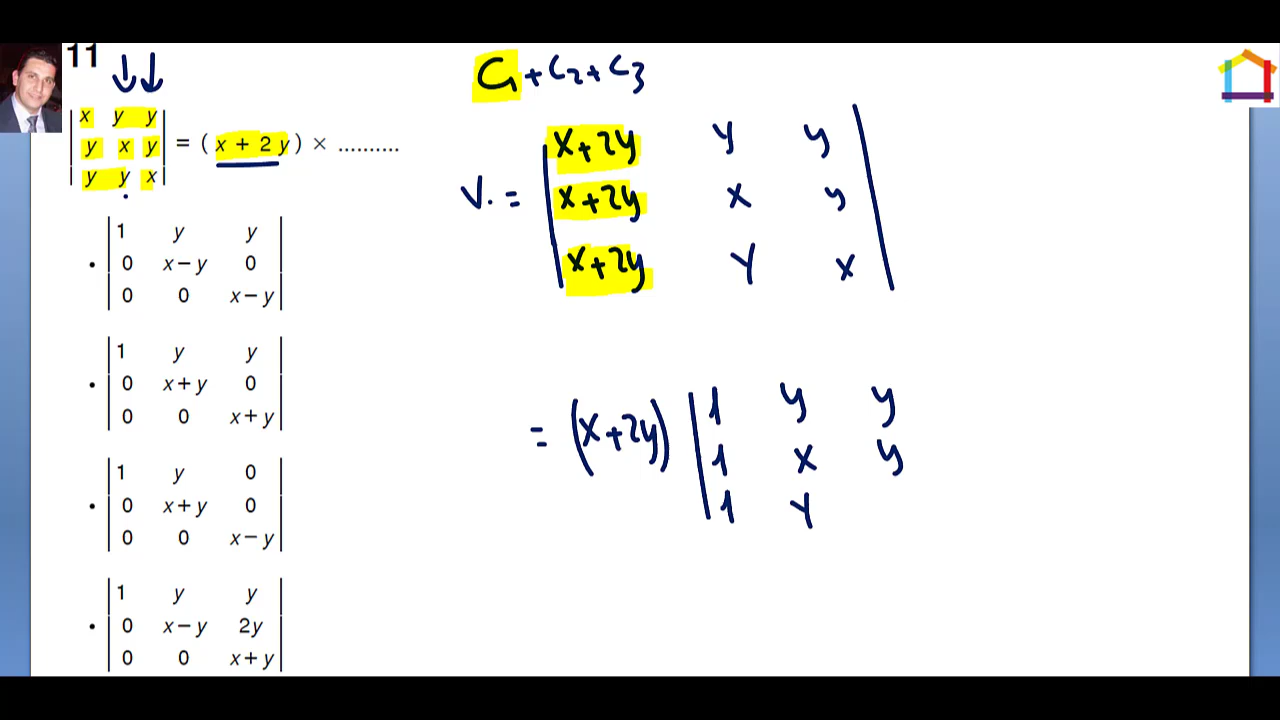 11
| x y y |
| y x y | = ( x + 2 y ) × ..........
| y y x |
• | 1 y y |
| 0 x − y 0 |
| 0 0 x − y |
• | 1 y y |
| 0 x + y 0 |
| 0 0 x + y |
• | 1 y 0 |
| 0 x + y 0 |
| 0 0 x − y |
• | 1 y y |
| 0 x − y 2y |
| 0 0 x + y |
C1 + C2 + C3
| x+2y y y |
V. = | x+2y x y |
| x+2y y x |
= (x+2y) | 1 y y
| 1 x y
| 1 y